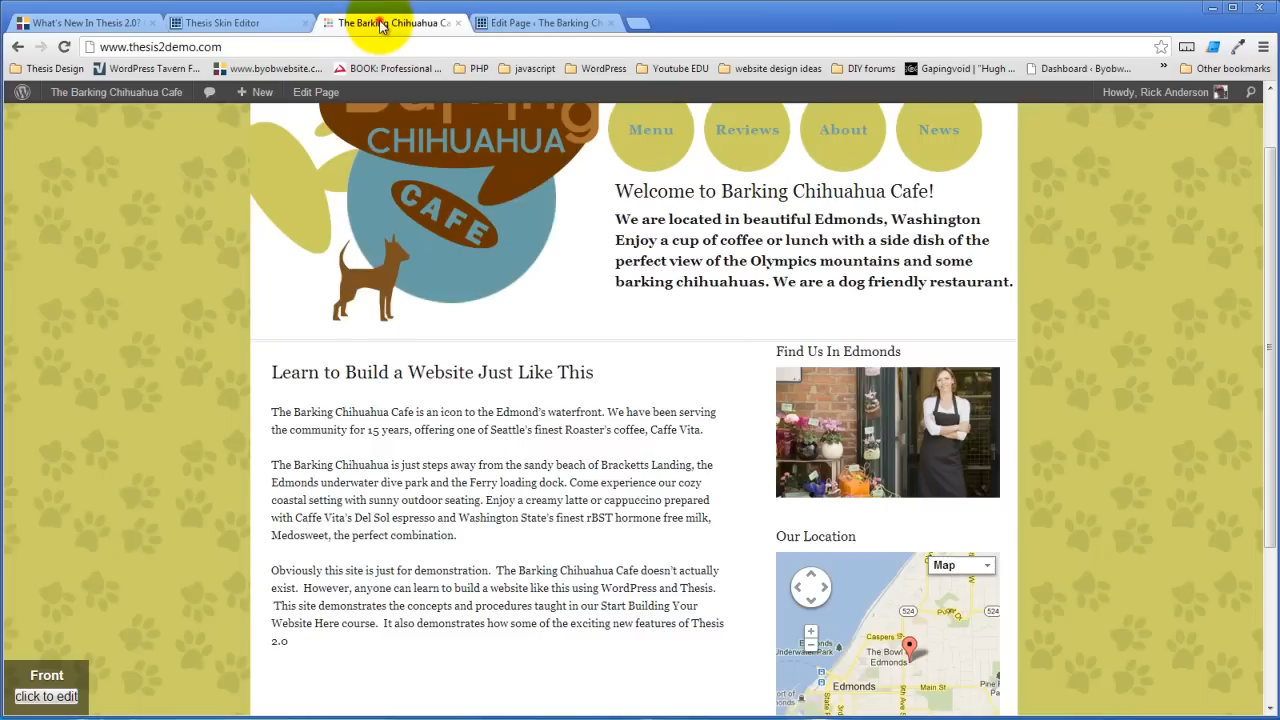 What's New In Thesis 2.0?
Thesis Skin Editor
The Barking Chihuahua Ca
Edit Page ‹ The Barking Ch
www.thesis2demo.com
Thesis Design
WordPress Tavern F...
www.byobwebsite.c...
BOOK: Professional ...
PHP
javascript
WordPress
Youtube EDU
website design ideas
DIY forums
Gapingvoid | "Hugh ...
Dashboard ‹ Byobw...
»
Other bookmarks
The Barking Chihuahua Cafe
+ New
Edit Page
Howdy, Rick Anderson
Barking
CHIHUAHUA
CAFE
Menu
Reviews
About
News
Welcome to Barking Chihuahua Cafe!
We are located in beautiful Edmonds, Washington
Enjoy a cup of coffee or lunch with a side dish of the
perfect view of the Olympics mountains and some
barking chihuahuas. We are a dog friendly restaurant.
Learn to Build a Website Just Like This
The Barking Chihuahua Cafe is an icon to the Edmond's waterfront. We have been serving
the community for 15 years, offering one of Seattle's finest Roaster's coffee, Caffe Vita.
The Barking Chihuahua is just steps away from the sandy beach of Bracketts Landing, the
Edmonds underwater dive park and the Ferry loading dock. Come experience our cozy
coastal setting with sunny outdoor seating. Enjoy a creamy latte or cappuccino prepared
with Caffe Vita's Del Sol espresso and Washington State's finest rBST hormone free milk,
Medosweet, the perfect combination.
Obviously this site is just for demonstration.  The Barking Chihuahua Cafe doesn't actually
exist.  However, anyone can learn to build a website like this using WordPress and Thesis.
This site demonstrates the concepts and procedures taught in our Start Building Your
Website Here course.  It also demonstrates how some of the exciting new features of Thesis
2.0
Find Us In Edmonds
Our Location
Map
524
524
Caspers St
Edmonds
Underwater Park
The Bowl
Edmonds
Edmonds
Main St
9th Ave
Front
click to edit